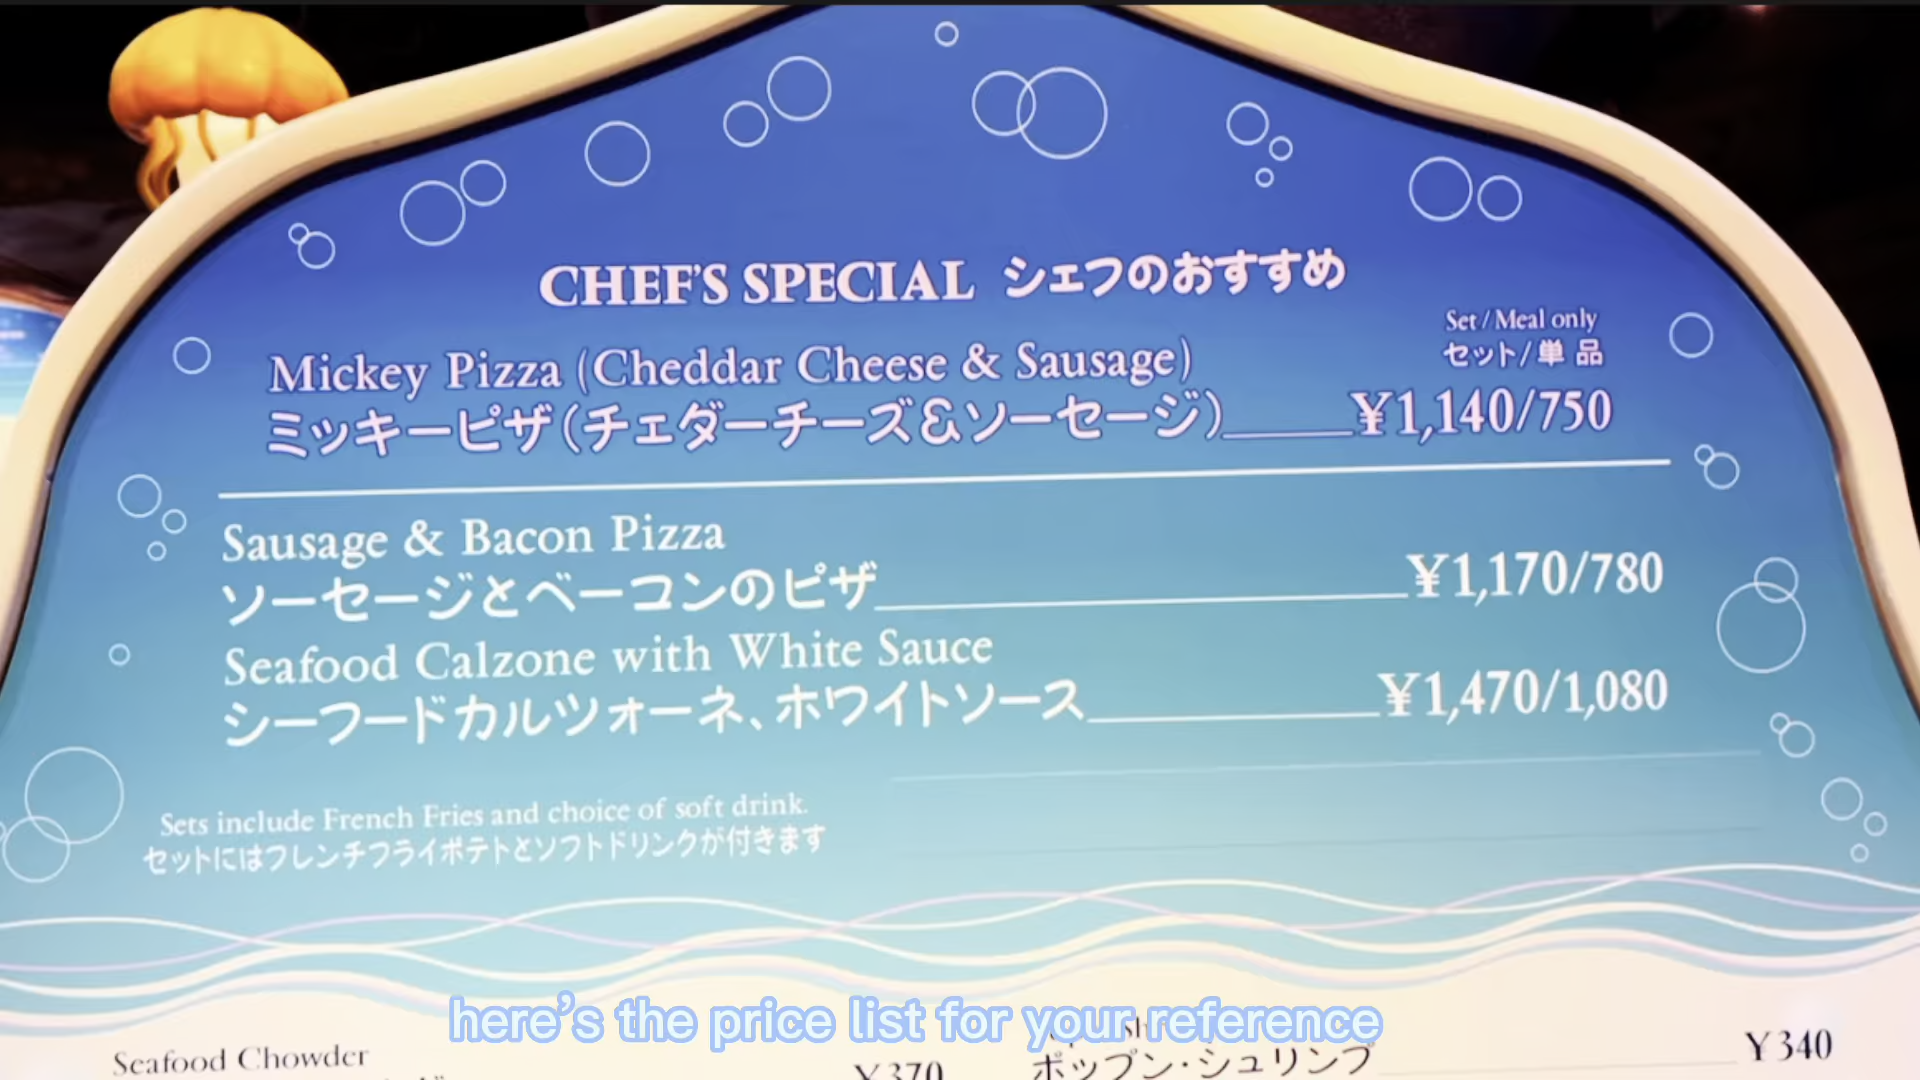 CHEF'S SPECIAL シェフのおすすめ
Set / Meal only
セット / 単品
Mickey Pizza (Cheddar Cheese & Sausage)
ミッキーピザ(チェダーチーズ&ソーセージ) ¥1,140/750
Sausage & Bacon Pizza
ソーセージとベーコンのピザ ¥1,170/780
Seafood Calzone with White Sauce
シーフードカルツォーネ、ホワイトソース ¥1,470/1,080
Sets include French Fries and choice of soft drink.
セットにはフレンチフライポテトとソフトドリンクが付きます
here's the price list for your reference
Seafood Chowder
¥370
ポップン・シュリンプ ¥340